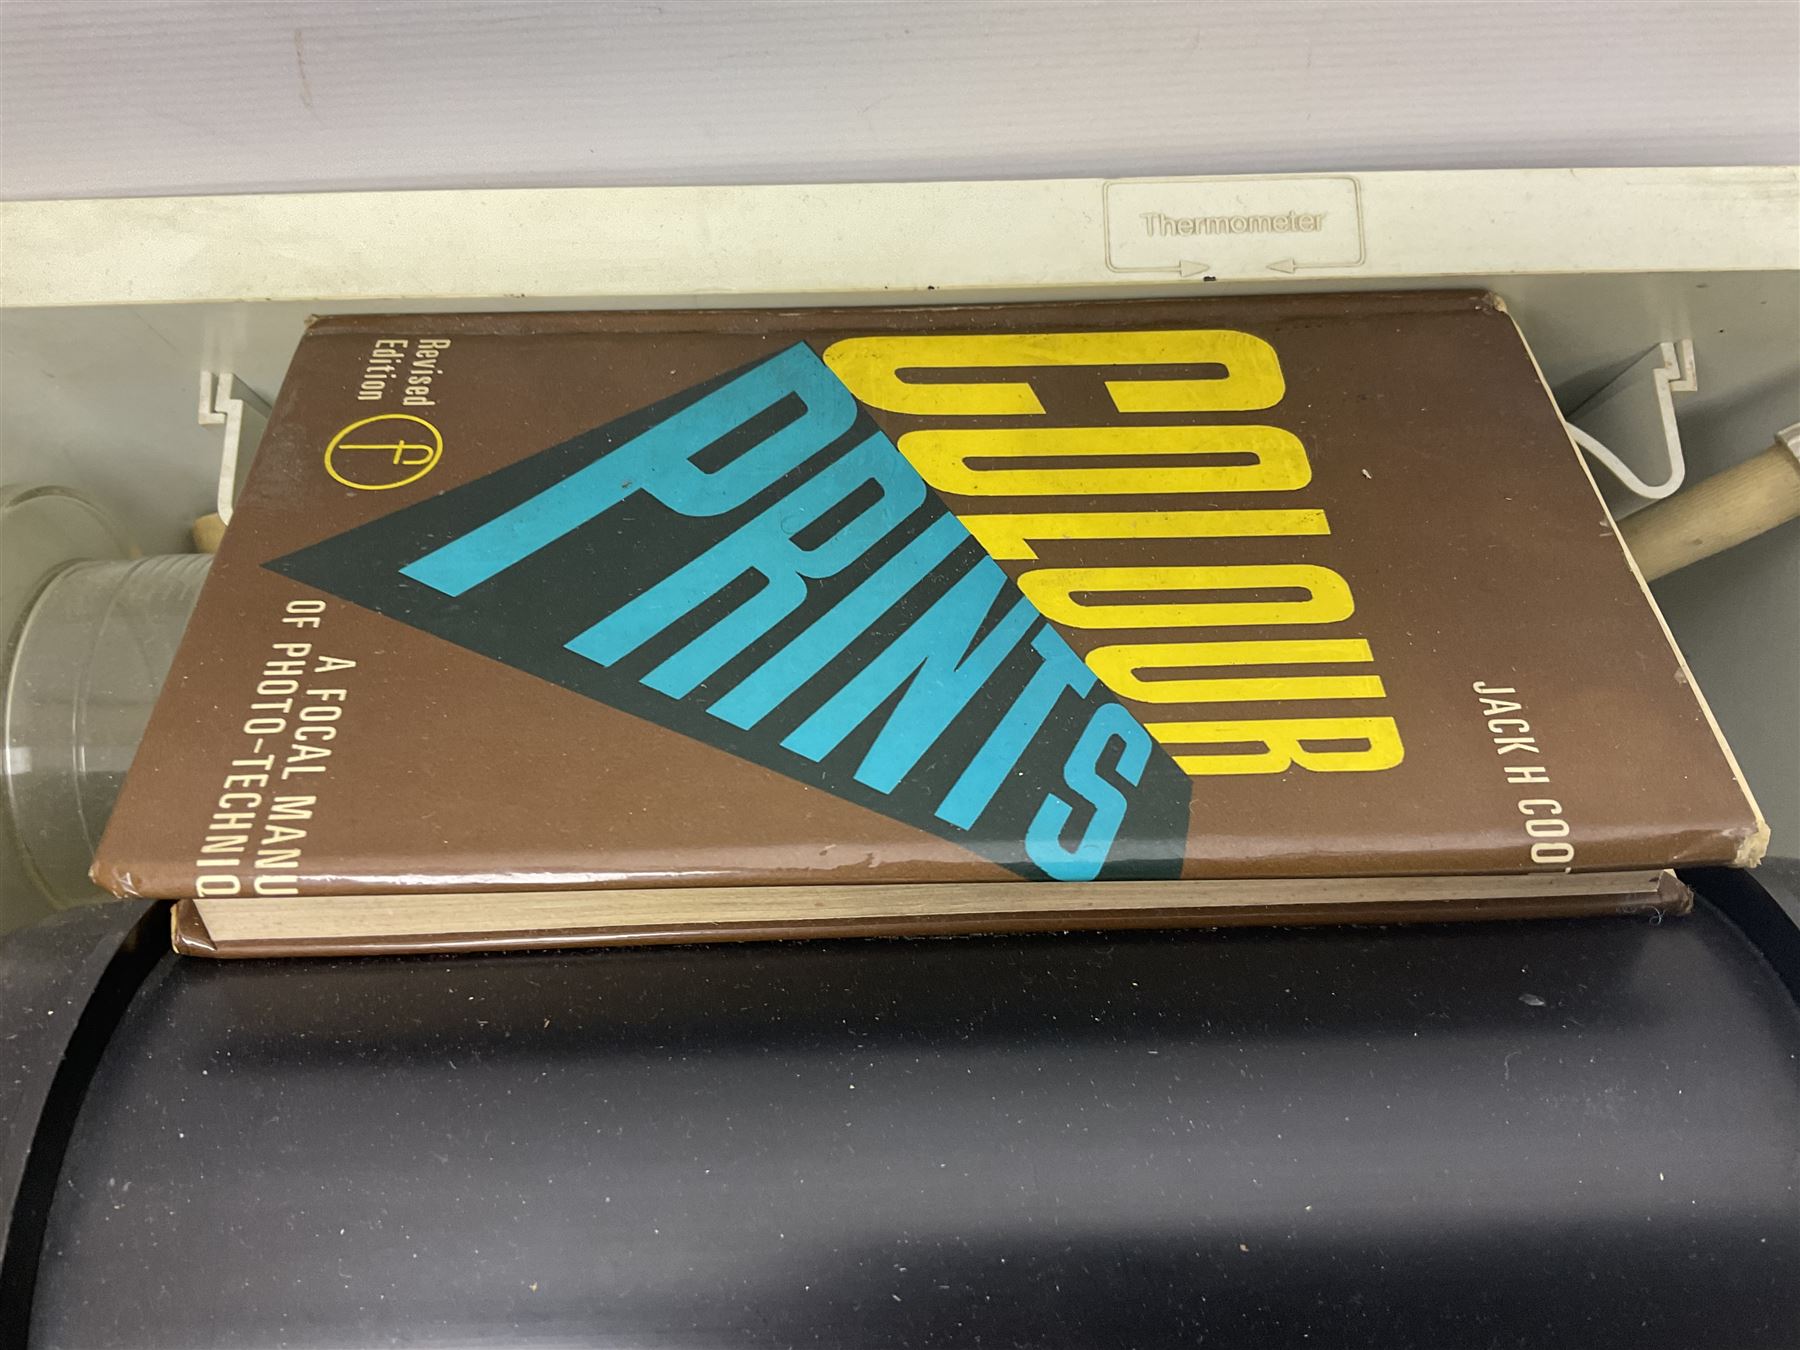 Thermometer
JACK H COO
COLOUR
PRINTS
A FOCAL MANU
OF PHOTO-TECHNIQ
Revised
Edition
f